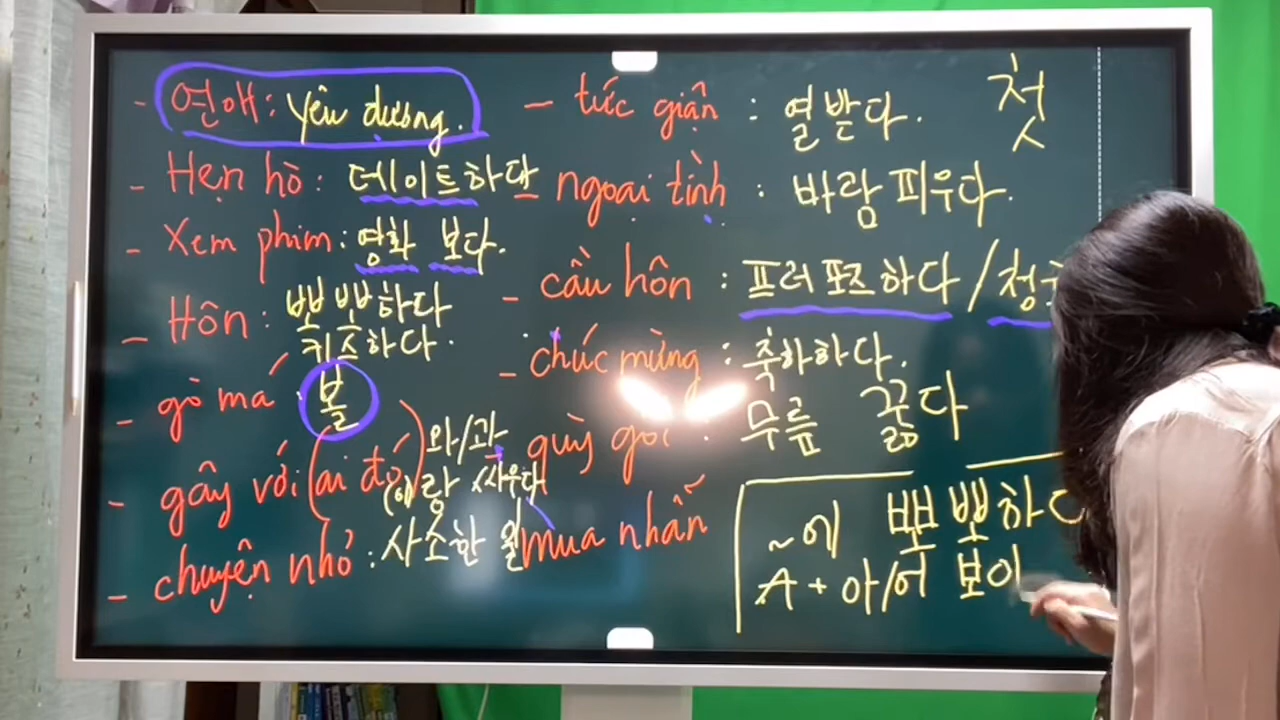 - 연애: yêu đương.
- Hẹn hò: 데이트하다
- Xem phim: 영화 보다.
- Hôn: 뽀뽀하다
키스하다.
- gò má: 볼
- gây với (ai đó) 와/과
(이)랑 싸우다
- chuyện nhỏ: 사소한 일
- tức giận: 열받다.
첫
- ngoại tình: 바람 피우다.
- cầu hôn: 프러포즈하다 /
- chúc mừng: 축하하다.
- quỳ gối: 무릎 꿇다
mua nhẫn
~에 뽀뽀하다
A + 아/어 보이